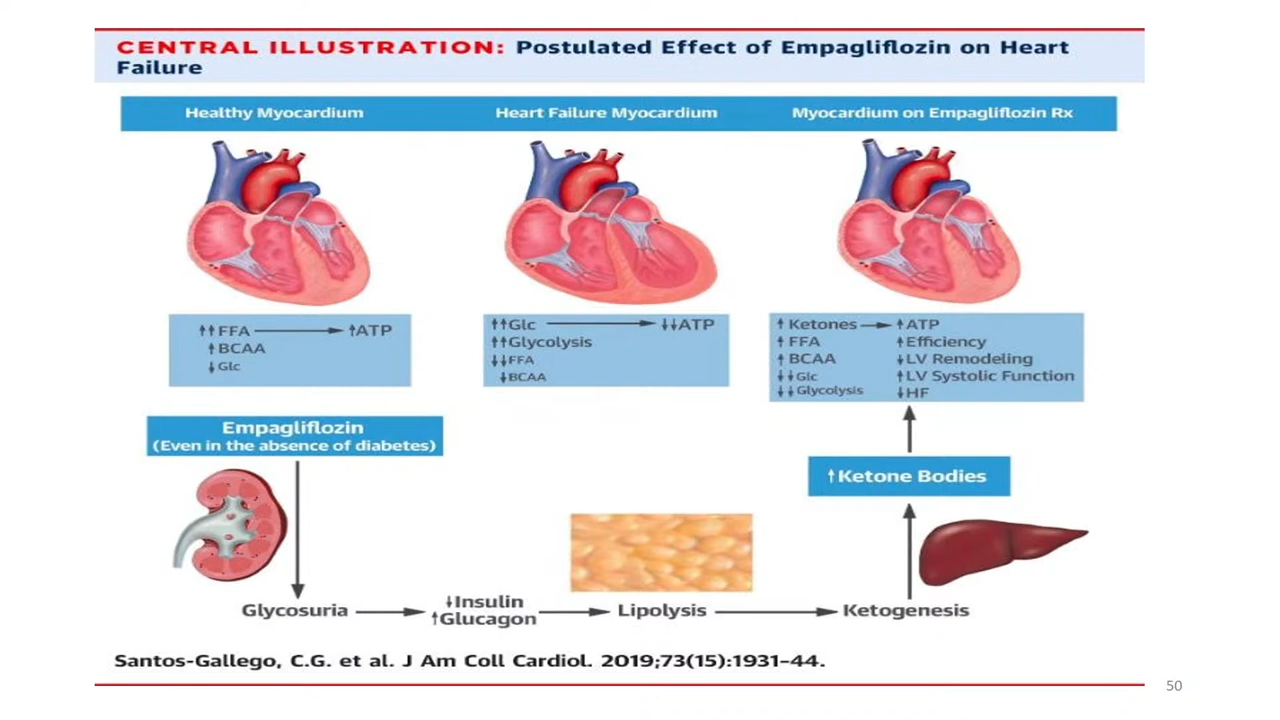 CENTRAL ILLUSTRATION: Postulated Effect of Empagliflozin on Heart
Failure
Healthy Myocardium
Heart Failure Myocardium
Myocardium on Empagliflozin Rx
↑↑FFA → ↑ATP
↑BCAA
↓Glc
↑↑Glc → ↓↓ATP
↑↑Glycolysis
↓↓FFA
↓BCAA
↑Ketones → ↑ATP
↑FFA ↑Efficiency
↑BCAA ↓LV Remodeling
↓↓Glc ↑LV Systolic Function
↓↓Glycolysis ↓HF
Empagliflozin
(Even in the absence of diabetes)
↑Ketone Bodies
Glycosuria → ↓Insulin → Lipolysis → Ketogenesis
↑Glucagon
Santos-Gallego, C.G. et al. J Am Coll Cardiol. 2019;73(15):1931–44.
50